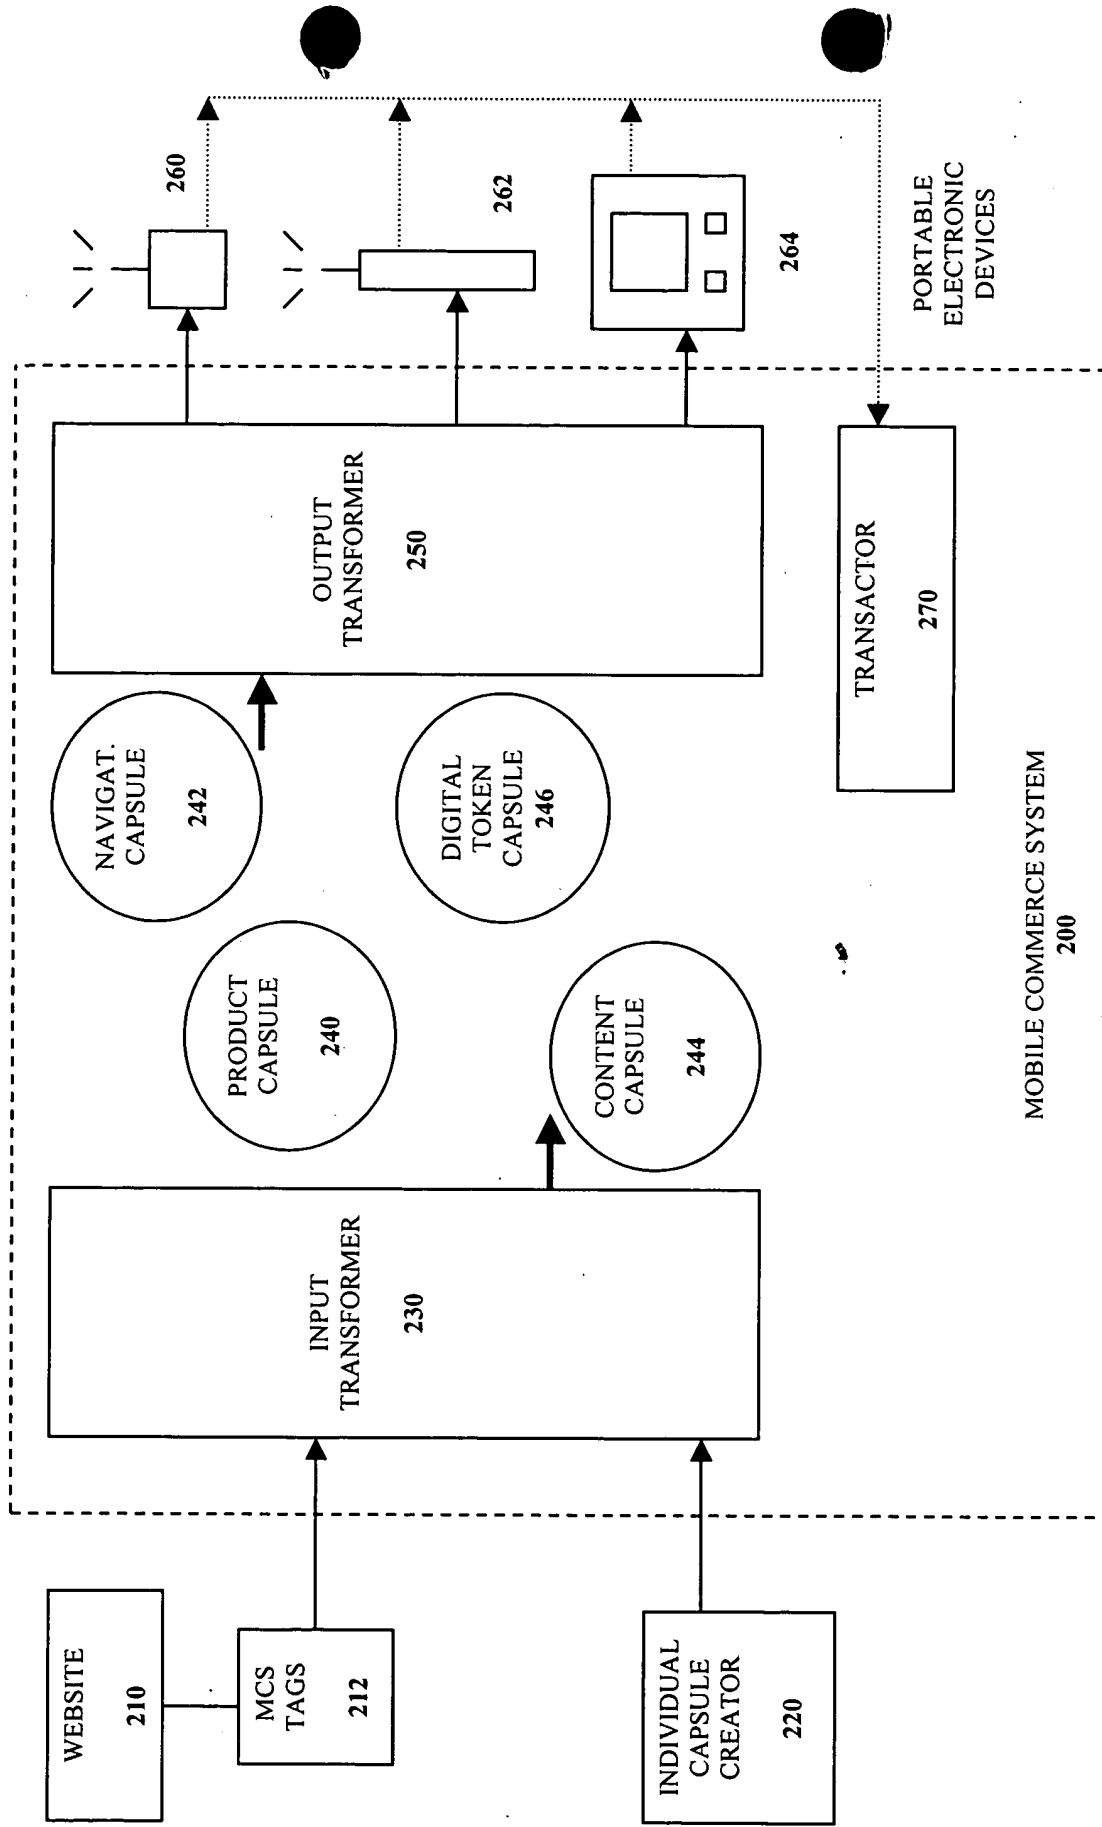 WEBSITE
210
MCS
TAGS
212
INDIVIDUAL
CAPSULE
CREATOR
220
INPUT
TRANSFORMER
230
PRODUCT
CAPSULE
240
CONTENT
CAPSULE
244
NAVIGAT.
CAPSULE
242
DIGITAL
TOKEN
CAPSULE
246
OUTPUT
TRANSFORMER
250
TRANSACTOR
270
260
262
264
PORTABLE
ELECTRONIC
DEVICES
MOBILE COMMERCE SYSTEM
200